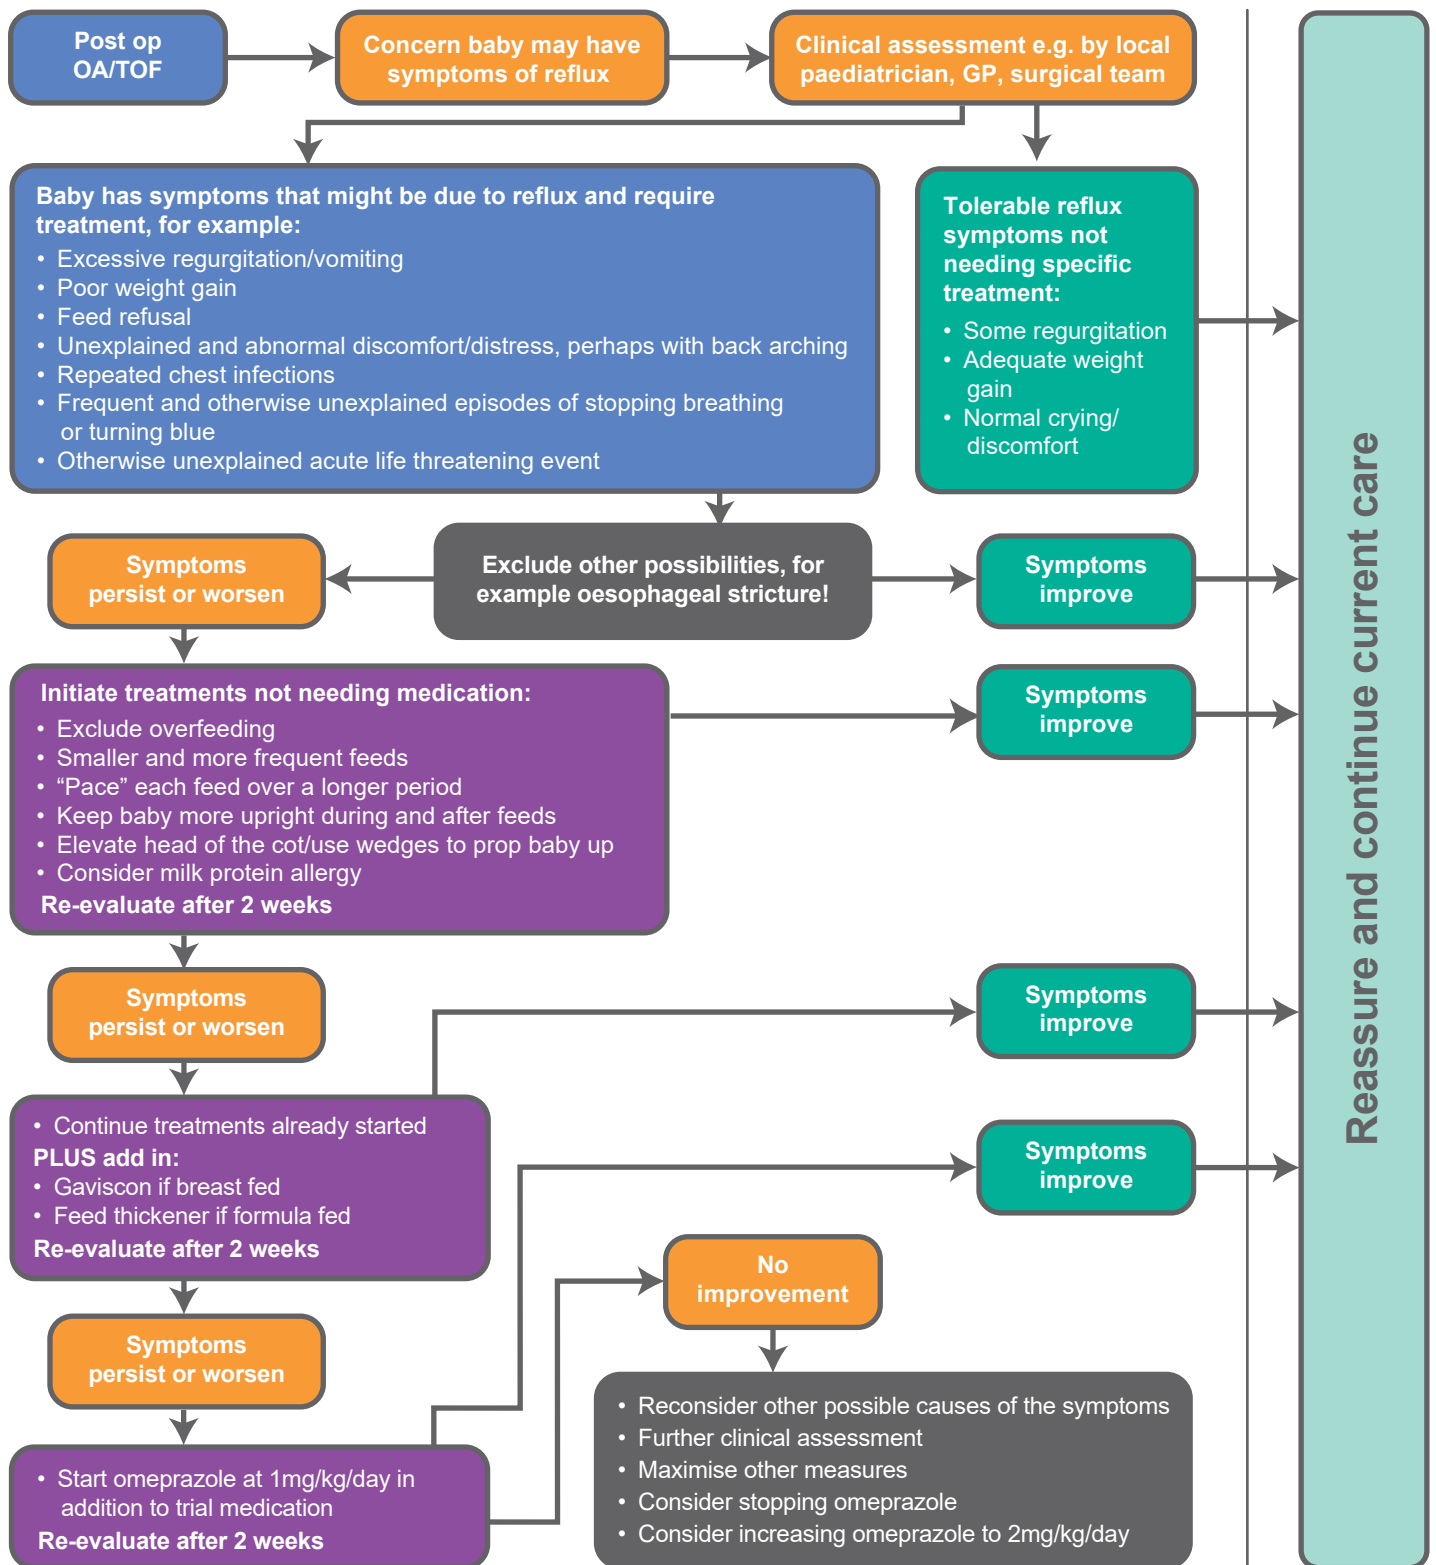 Post op
OA/TOF
Concern baby may have
symptoms of reflux
Clinical assessment e.g. by local
paediatrician, GP, surgical team
Baby has symptoms that might be due to reflux and require
treatment, for example:
• Excessive regurgitation/vomiting
• Poor weight gain
• Feed refusal
• Unexplained and abnormal discomfort/distress, perhaps with back arching
• Repeated chest infections
• Frequent and otherwise unexplained episodes of stopping breathing
or turning blue
• Otherwise unexplained acute life threatening event
Tolerable reflux
symptoms not
needing specific
treatment:
• Some regurgitation
• Adequate weight
gain
• Normal crying/
discomfort
Symptoms
persist or worsen
Exclude other possibilities, for
example oesophageal stricture!
Symptoms
improve
Initiate treatments not needing medication:
• Exclude overfeeding
• Smaller and more frequent feeds
• “Pace” each feed over a longer period
• Keep baby more upright during and after feeds
• Elevate head of the cot/use wedges to prop baby up
• Consider milk protein allergy
Re-evaluate after 2 weeks
Symptoms
improve
Symptoms
persist or worsen
Symptoms
improve
• Continue treatments already started
PLUS add in:
• Gaviscon if breast fed
• Feed thickener if formula fed
Re-evaluate after 2 weeks
Symptoms
improve
No
improvement
Symptoms
persist or worsen
• Reconsider other possible causes of the symptoms
• Further clinical assessment
• Maximise other measures
• Consider stopping omeprazole
• Consider increasing omeprazole to 2mg/kg/day
• Start omeprazole at 1mg/kg/day in
addition to trial medication
Re-evaluate after 2 weeks
Reassure and continue current care